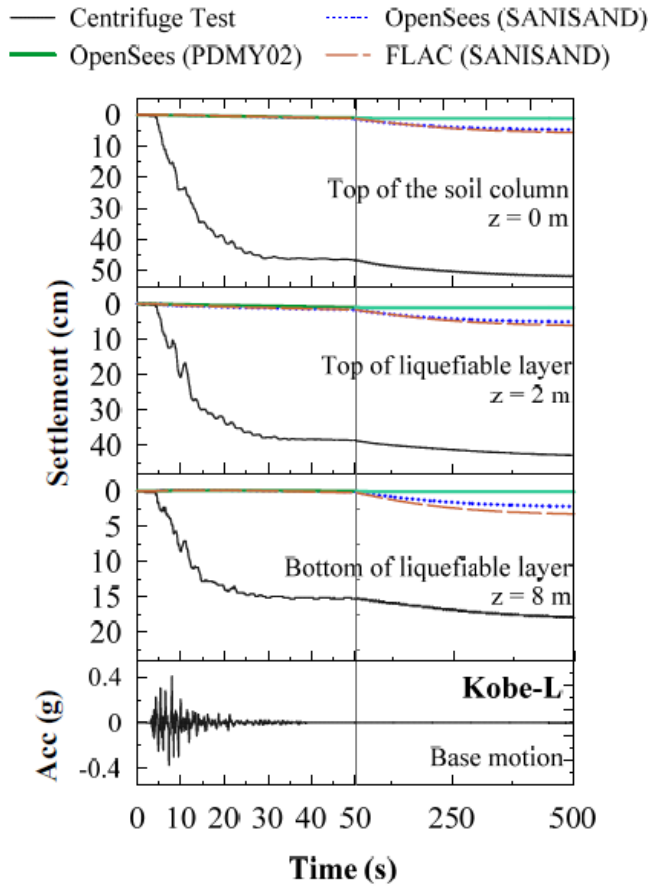 Centrifuge Test
OpenSees (SANISAND)
OpenSees (PDMY02)
FLAC (SANISAND)
0
10
20
30
40
50
Top of the soil column
z = 0 m
0
10
20
30
40
Top of liquefiable layer
z = 2 m
Settlement (cm)
0
5
10
15
20
Bottom of liquefiable layer
z = 8 m
0.4
0
-0.4
Acc (g)
Kobe-L
Base motion
0 10 20 30 40 50 250 500
Time (s)